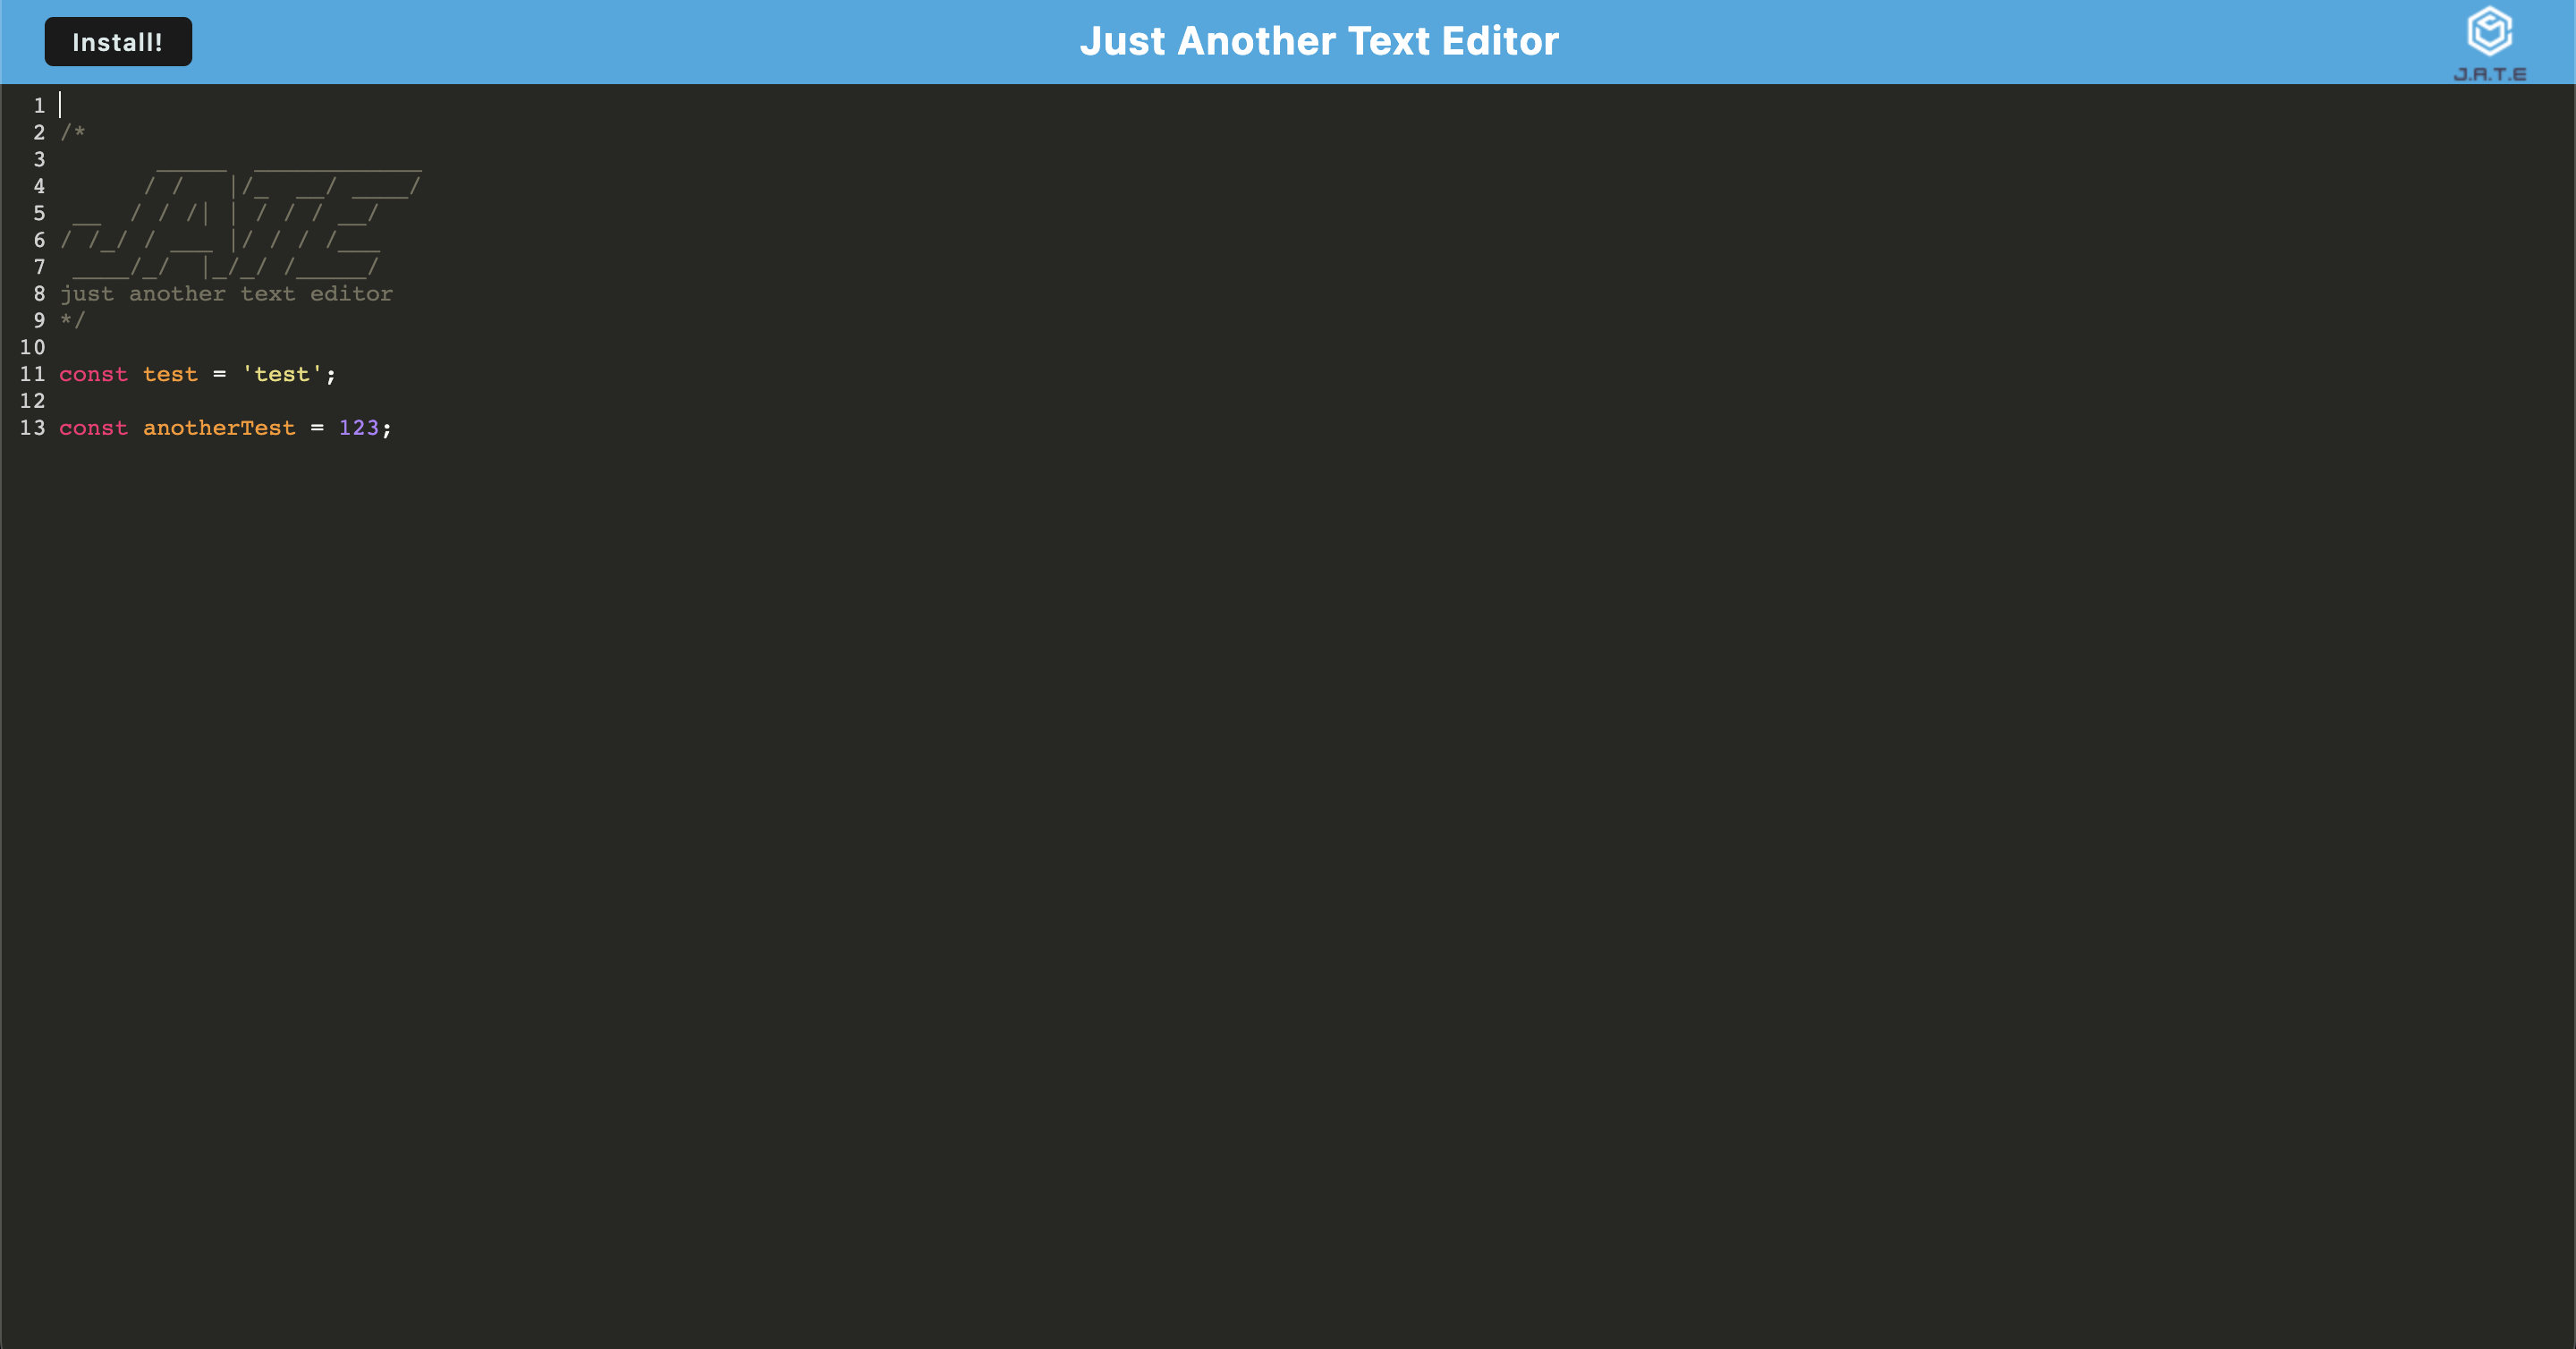 Install!
Just Another Text Editor
J.A.T.E
1
2 /*
3        _____  ____________
4       / /   |/_  __/ ____/
5  __  / / /| | / / / __/
6 / /_/ / ___ |/ / / /___
7  ____/_/  |_/_/ /_____/
8 just another text editor
9 */
10
11 const test = 'test';
12
13 const anotherTest = 123;